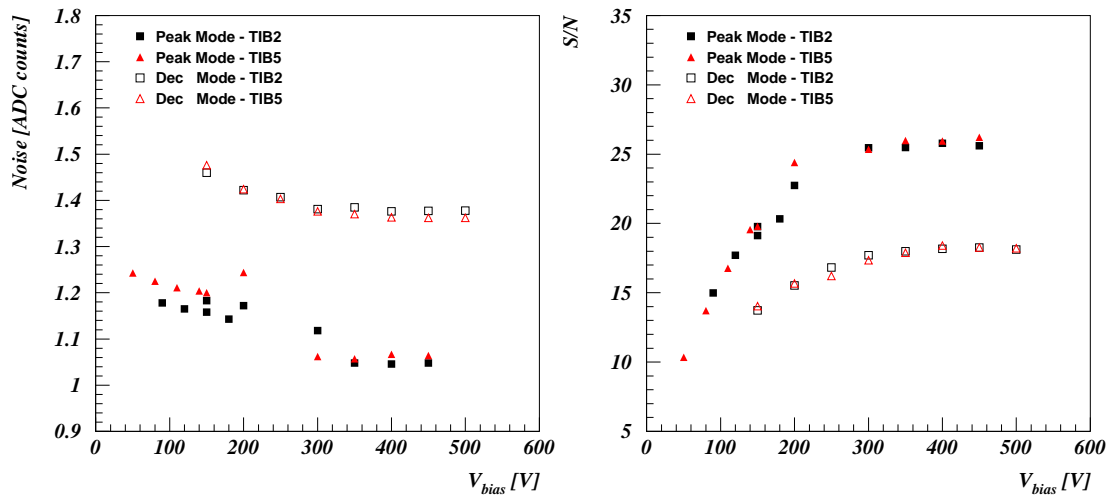 Noise [ADC counts]
1.8
1.7
1.6
1.5
1.4
1.3
1.2
1.1
1
0.9
Peak Mode - TIB2
Peak Mode - TIB5
Dec Mode - TIB2
Dec Mode - TIB5
0 100 200 300 400 500 600
V_bias [V]
S/N
35
30
25
20
15
10
5
Peak Mode - TIB2
Peak Mode - TIB5
Dec Mode - TIB2
Dec Mode - TIB5
0 100 200 300 400 500 600
V_bias [V]